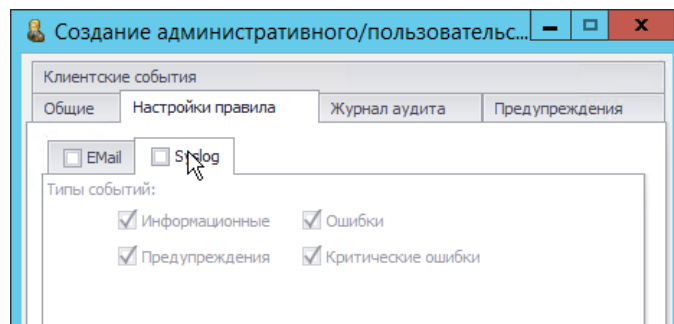 Создание административного/пользовательс...
Клиентские события
Общие Настройки правила Журнал аудита Предупреждения
EMail Syslog
Типы событий:
Информационные Ошибки
Предупреждения Критические ошибки